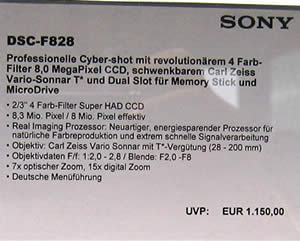 SONY
DSC-F828
Professionelle Cyber-shot mit revolutionärem 4 Farb-
Filter 8,0 MegaPixel CCD, schwenkbarem Carl Zeiss
Vario-Sonnar T* und Dual Slot für Memory Stick und
MicroDrive
• 2/3" 4 Farb-Filter Super HAD CCD
• 8,3 Mio. Pixel / 8 Mio. Pixel effektiv
• Real Imaging Prozessor: Neuartiger, energiesparender Prozessor für
natürliche Farbreproduktion und extrem schnelle Signalverarbeitung
• Objektiv: Carl Zeiss Vario Sonnar mit T*-Vergütung (28 - 200 mm)
• Objektivdaten F/f: 1:2,0 - 2,8 / Blende: F2,0 -F8
• 7x optischer Zoom, 15x digital Zoom
• Deutsche Menüführung
UVP: EUR 1.150,00